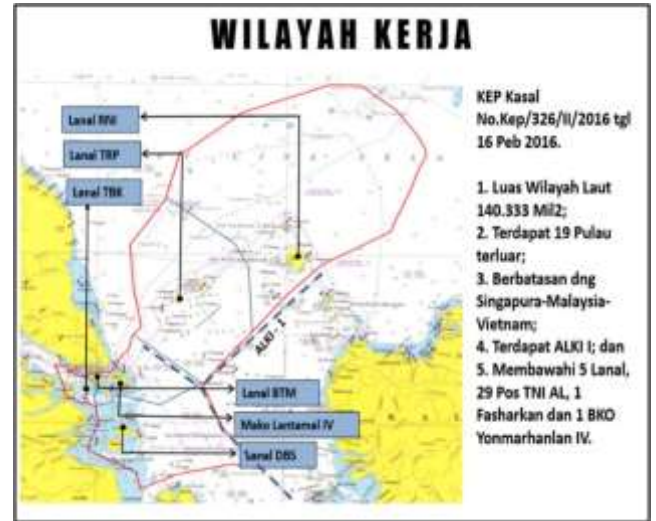 WILAYAH KERJA
Lanal RNI
Lanal TRP
Lanal TBK
ALKI - I
Lanal BTM
Mako Lantamal IV
Lanal DBS
KEP Kasal
No.Kep/326/II/2016 tgl
16 Peb 2016.
1. Luas Wilayah Laut
140.333 Mil2;
2. Terdapat 19 Pulau
terluar;
3. Berbatasan dng
Singapura-Malaysia-
Vietnam;
4. Terdapat ALKI I; dan
5. Membawahi 5 Lanal,
29 Pos TNI AL, 1
Fasharkan dan 1 BKO
Yonmarhanlan IV.